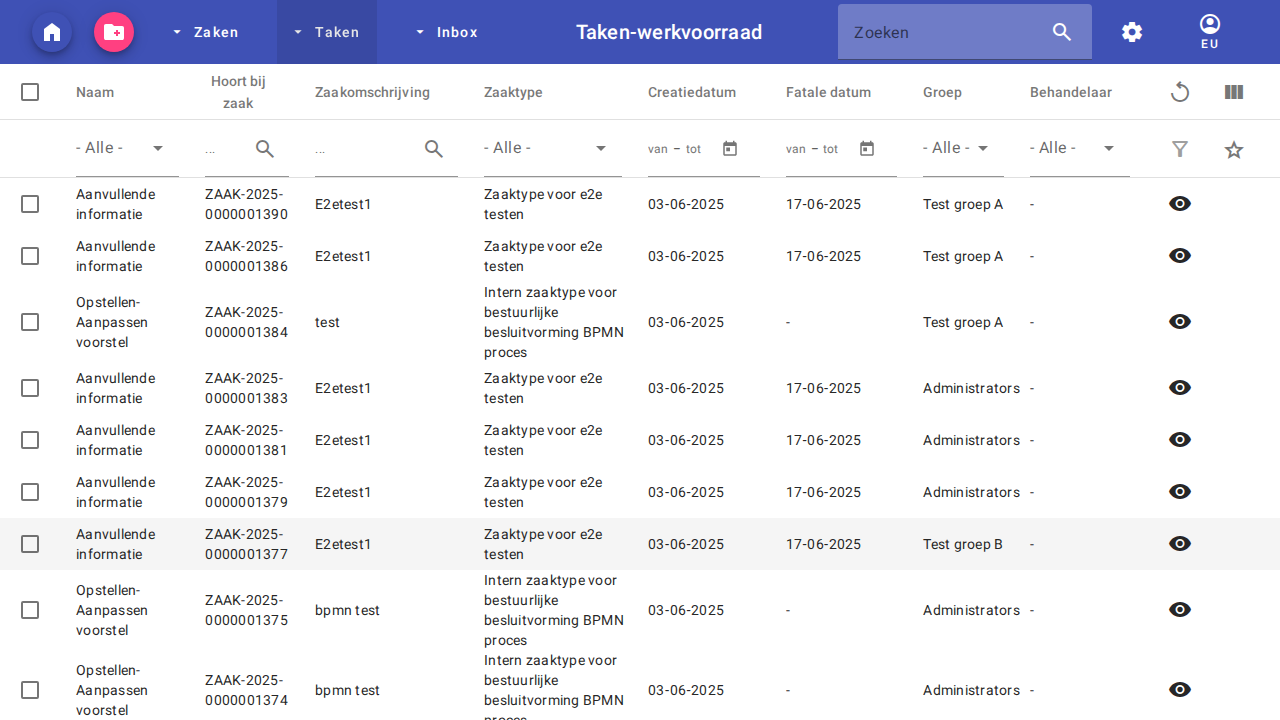 Zaken
Taken
Inbox
Taken-werkvoorraad
Zoeken
EU
Naam
Hoort bij
zaak
Zaakomschrijving
Zaaktype
Creatiedatum
Fatale datum
Groep
Behandelaar
- Alle -
...
...
- Alle -
van – tot
van – tot
- Alle -
- Alle -
Aanvullende
informatie
ZAAK-2025-
0000001390
E2etest1
Zaaktype voor e2e
testen
03-06-2025
17-06-2025
Test groep A
-
Aanvullende
informatie
ZAAK-2025-
0000001386
E2etest1
Zaaktype voor e2e
testen
03-06-2025
17-06-2025
Test groep A
-
Opstellen-
Aanpassen
voorstel
ZAAK-2025-
0000001384
test
Intern zaaktype voor
bestuurlijke
besluitvorming BPMN
proces
03-06-2025
-
Test groep A
-
Aanvullende
informatie
ZAAK-2025-
0000001383
E2etest1
Zaaktype voor e2e
testen
03-06-2025
17-06-2025
Administrators
-
Aanvullende
informatie
ZAAK-2025-
0000001381
E2etest1
Zaaktype voor e2e
testen
03-06-2025
17-06-2025
Administrators
-
Aanvullende
informatie
ZAAK-2025-
0000001379
E2etest1
Zaaktype voor e2e
testen
03-06-2025
17-06-2025
Administrators
-
Aanvullende
informatie
ZAAK-2025-
0000001377
E2etest1
Zaaktype voor e2e
testen
03-06-2025
17-06-2025
Test groep B
-
Opstellen-
Aanpassen
voorstel
ZAAK-2025-
0000001375
bpmn test
Intern zaaktype voor
bestuurlijke
besluitvorming BPMN
proces
03-06-2025
-
Administrators
-
Opstellen-
Aanpassen
voorstel
ZAAK-2025-
0000001374
bpmn test
Intern zaaktype voor
bestuurlijke
besluitvorming BPMN
proces
03-06-2025
-
Administrators
-